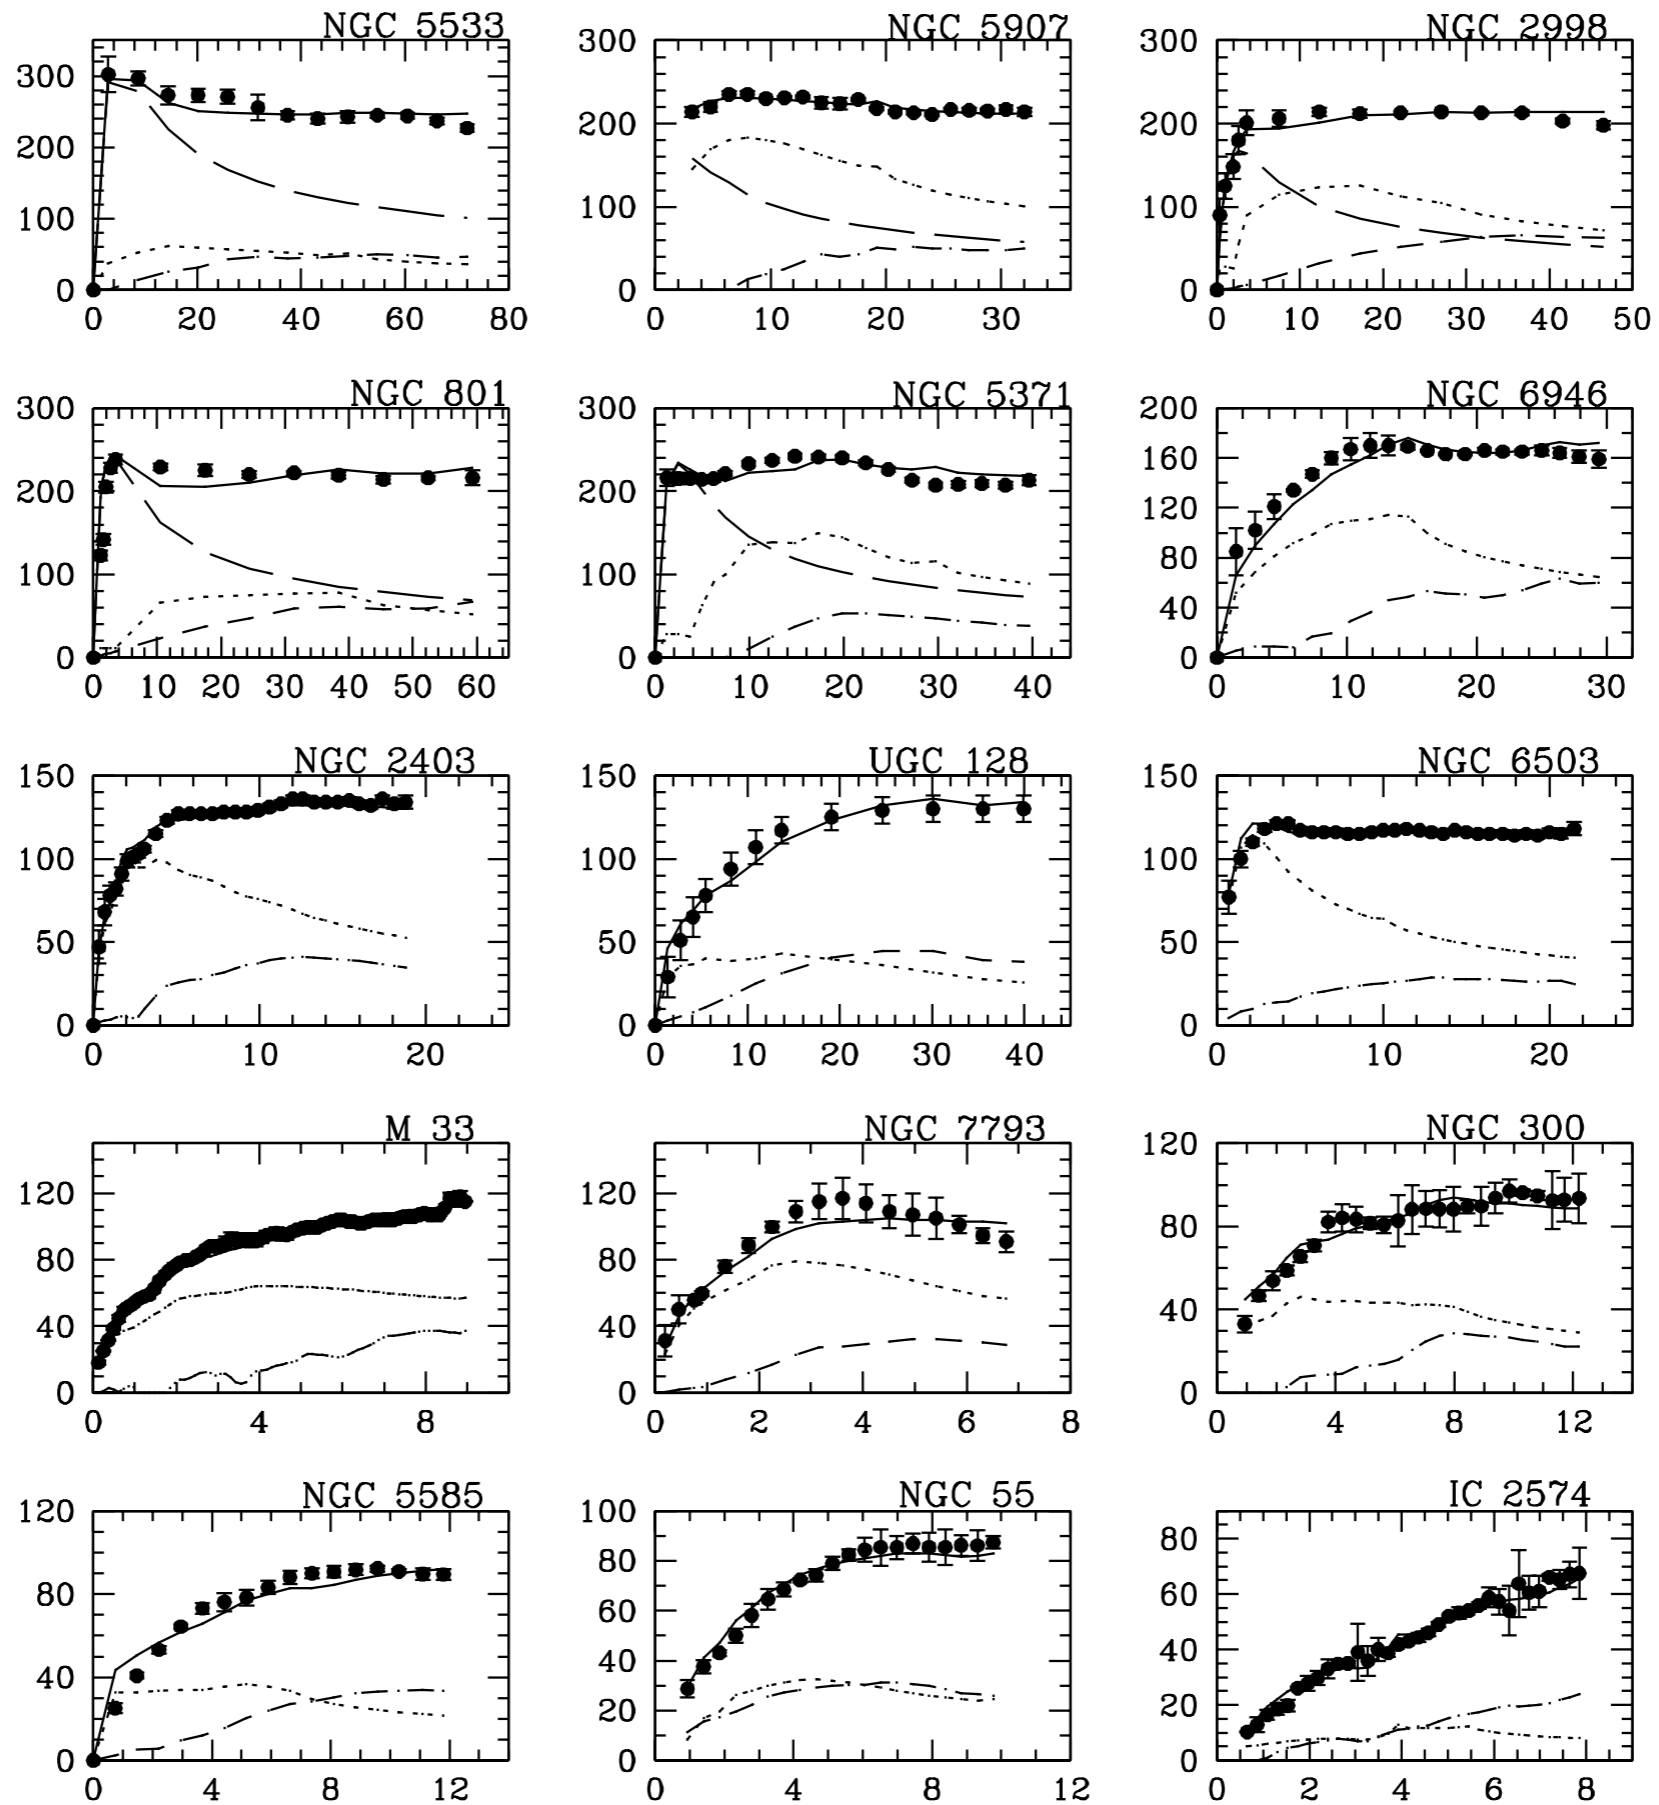 NGC 5533 NGC 5907 NGC 2998
300 200 100 0
0 20 40 60 80
300 200 100 0
0 10 20 30
300 200 100 0
0 10 20 30 40 50
NGC 801 NGC 5371 NGC 6946
300 200 100 0
0 10 20 30 40 50 60
300 200 100 0
0 10 20 30 40
200 160 120 80 40 0
0 10 20 30
NGC 2403 UGC 128 NGC 6503
150 100 50 0
0 10 20
150 100 50 0
0 10 20 30 40
150 100 50 0
0 10 20
M 33 NGC 7793 NGC 300
120 80 40 0
0 4 8
120 80 40 0
0 2 4 6 8
120 80 40 0
0 4 8 12
NGC 5585 NGC 55 IC 2574
120 80 40 0
0 4 8 12
100 80 60 40 20 0
0 4 8 12
80 60 40 20 0
0 2 4 6 8